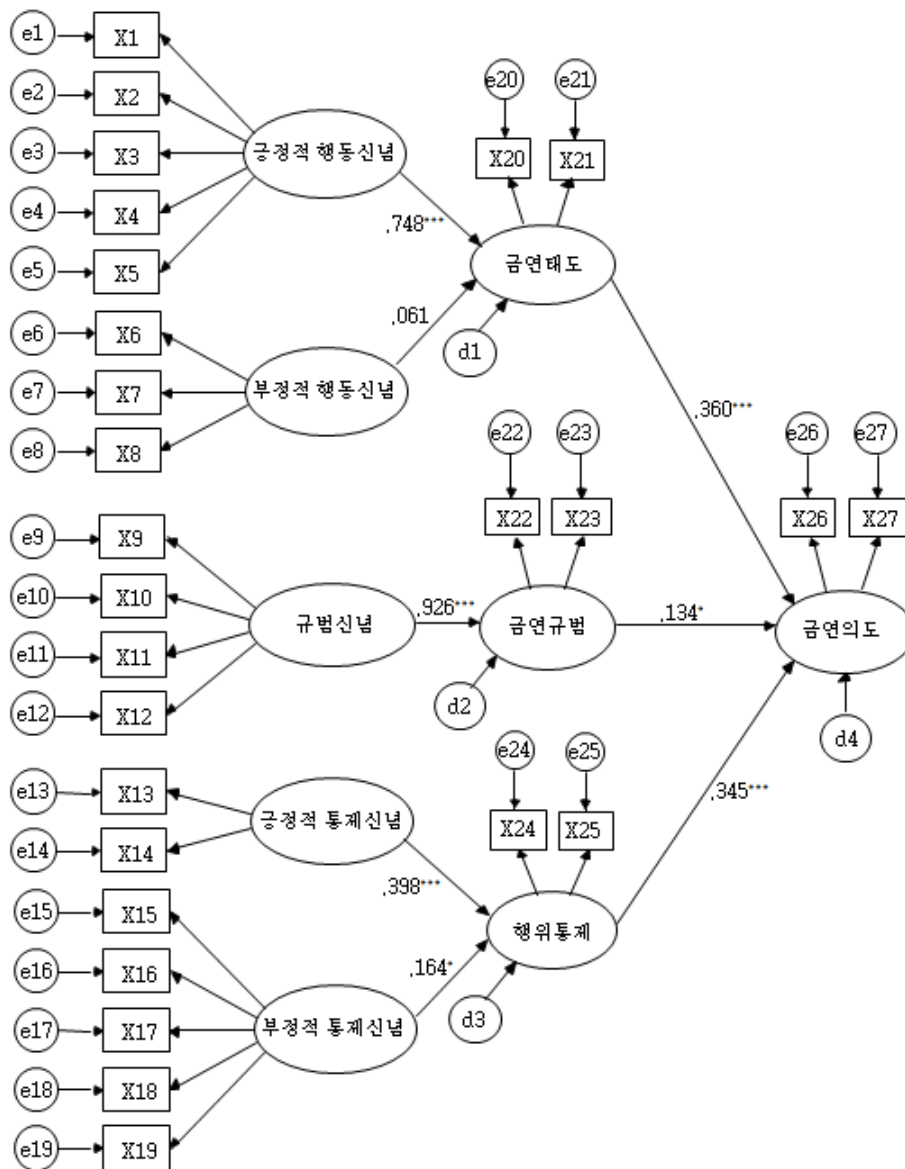 e1 X1
e2 X2
e3 X3
e4 X4
e5 X5
긍정적 행동신념
e20 e21
X20 X21
,748***
금연태도
e6 X6
e7 X7
e8 X8
부정적 행동신념
,061
d1
,360***
e9 X9
e10 X10
e11 X11
e12 X12
규범신념
,926***
e22 e23
X22 X23
금연규범
d2
,134*
e26 e27
X26 X27
금연의도
d4
e13 X13
e14 X14
긍정적 통제신념
,398***
e24 e25
X24 X25
행위통제
,345***
e15 X15
e16 X16
e17 X17
e18 X18
e19 X19
부정적 통제신념
,164*
d3